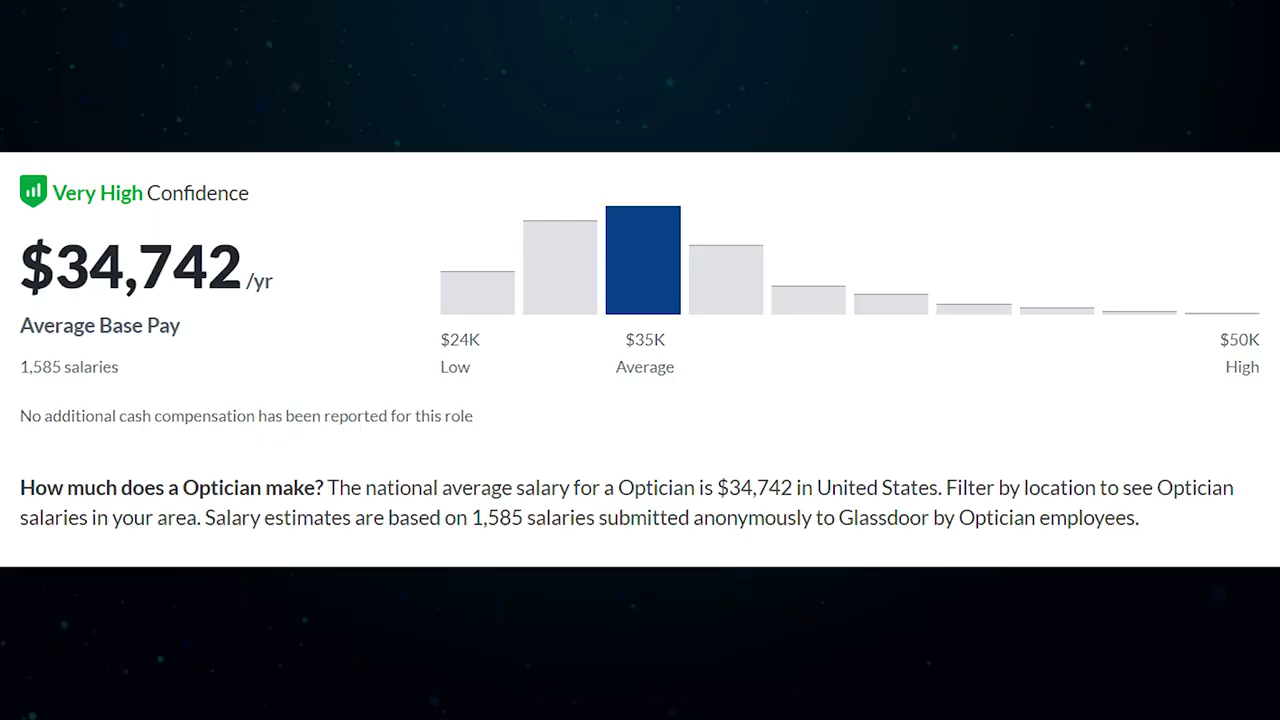 Very High Confidence
$34,742 /yr
Average Base Pay
1,585 salaries
$24K $35K $50K
Low Average High
No additional cash compensation has been reported for this role
How much does a Optician make? The national average salary for a Optician is $34,742 in United States. Filter by location to see Optician
salaries in your area. Salary estimates are based on 1,585 salaries submitted anonymously to Glassdoor by Optician employees.